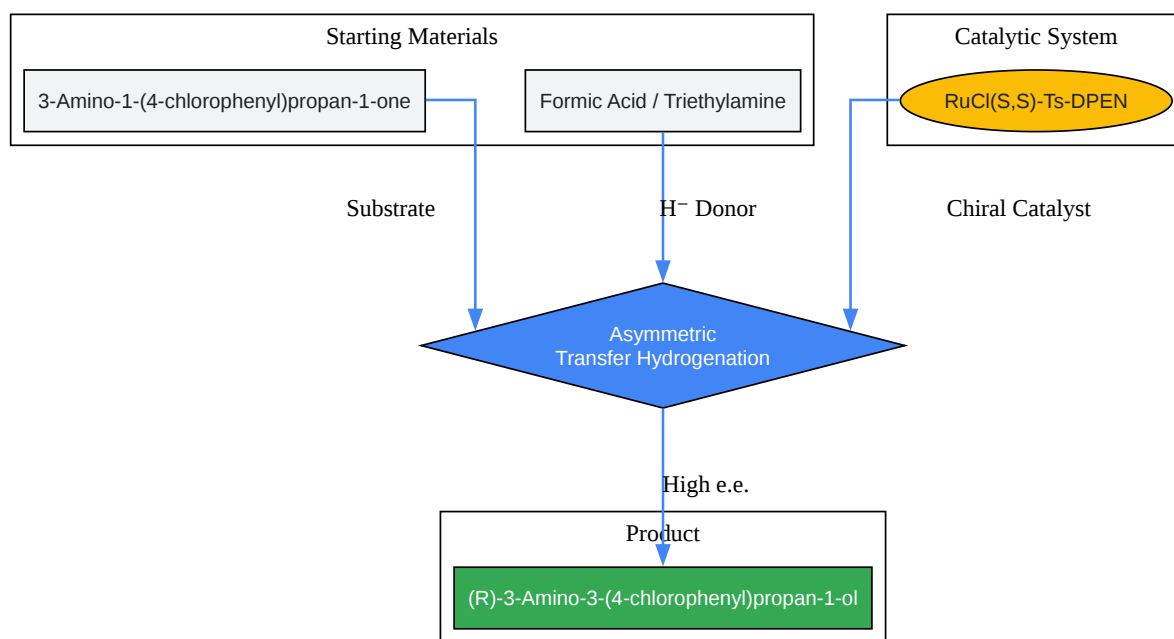 Starting Materials
Catalytic System
3-Amino-1-(4-chlorophenyl)propan-1-one
Formic Acid / Triethylamine
RuCl(S,S)-Ts-DPEN
Substrate
H⁻ Donor
Chiral Catalyst
Asymmetric
Transfer Hydrogenation
High e.e.
Product
(R)-3-Amino-3-(4-chlorophenyl)propan-1-ol